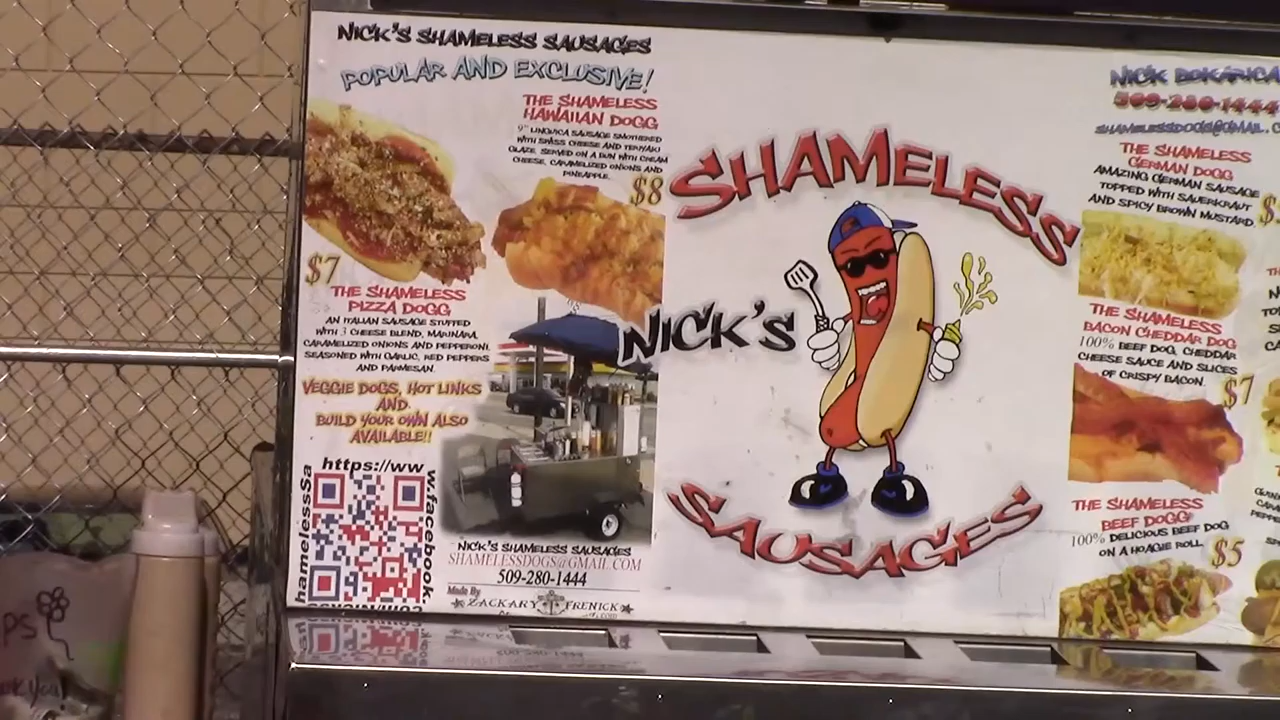 NICK'S SHAMELESS SAUSAGES
POPULAR AND EXCLUSIVE!
THE SHAMELESS
HAWAIIAN DOGG
9" LINGUICA SAUSAGE SMOTHERED
WITH SWISS CHEESE AND TERIYAKI
GLAZE, SERVED ON A BUN WITH CREAM
CHEESE, CARAMELIZED ONIONS AND
PINEAPPLE.
$8
$7
THE SHAMELESS
PIZZA DOGG
AN ITALIAN SAUSAGE STUFFED
WITH 3 CHEESE BLEND, MARINARA,
CARAMELIZED ONIONS AND PEPPERONI,
SEASONED WITH GARLIC, RED PEPPERS
AND PARMESAN.
VEGGIE DOGS, HOT LINKS
AND
BUILD YOUR OWN ALSO
AVAILABLE!!
https://ww
w.facebook.
hamelessSa
NICK'S SHAMELESS SAUSAGES
SHAMELESSDOGS@GMAIL.COM
509-280-1444
Made By
ZACKARY FRENICK
SHAMELESS
NICK'S
SAUSAGES
NICK BOKARICA
509-280-1444
SHAMELESSDOGS@GMAIL.C
THE SHAMELESS
GERMAN DOGG
AMAZING GERMAN SAUSAGE
TOPPED WITH SAUERKRAUT
AND SPICY BROWN MUSTARD.
$
THE SHAMELESS
BACON CHEDDAR DOG
100% BEEF DOG, CHEDDAR
CHEESE SAUCE AND SLICES
OF CRISPY BACON.
$7
THE SHAMELESS
BEEF DOGG
100% DELICIOUS BEEF DOG
ON A HOAGIE ROLL.
$5